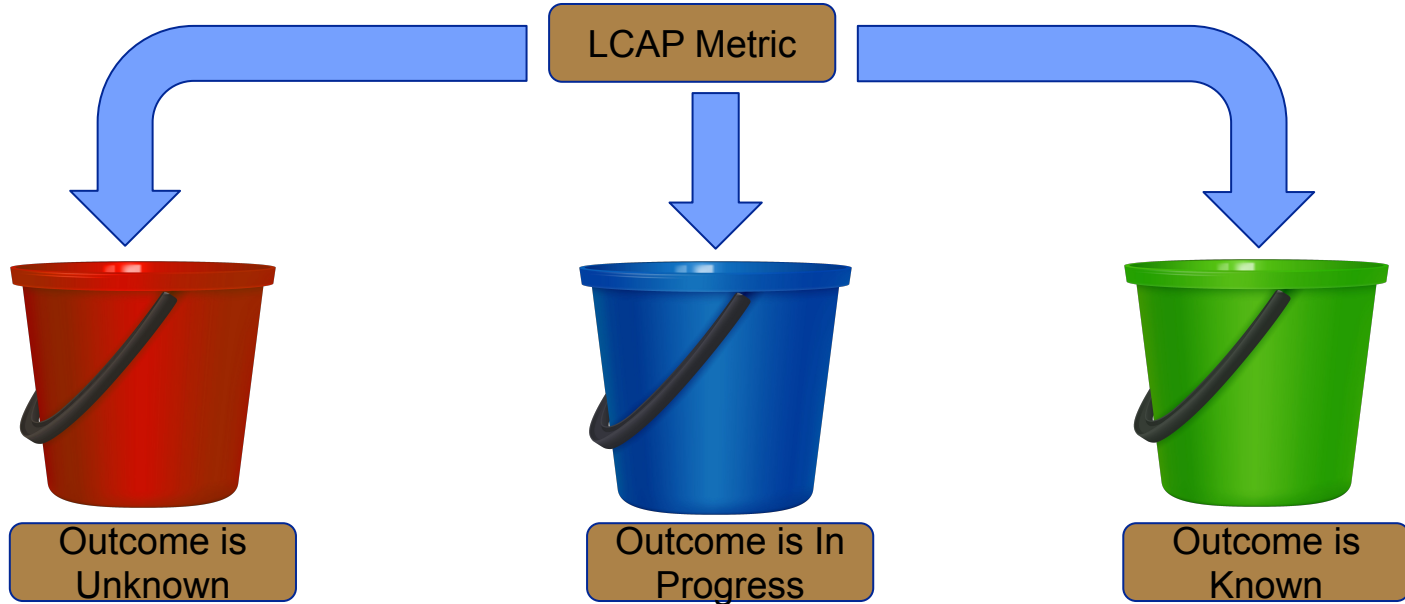 LCAP Metric
Outcome is
Unknown
Outcome is In
Progress
Outcome is
Known